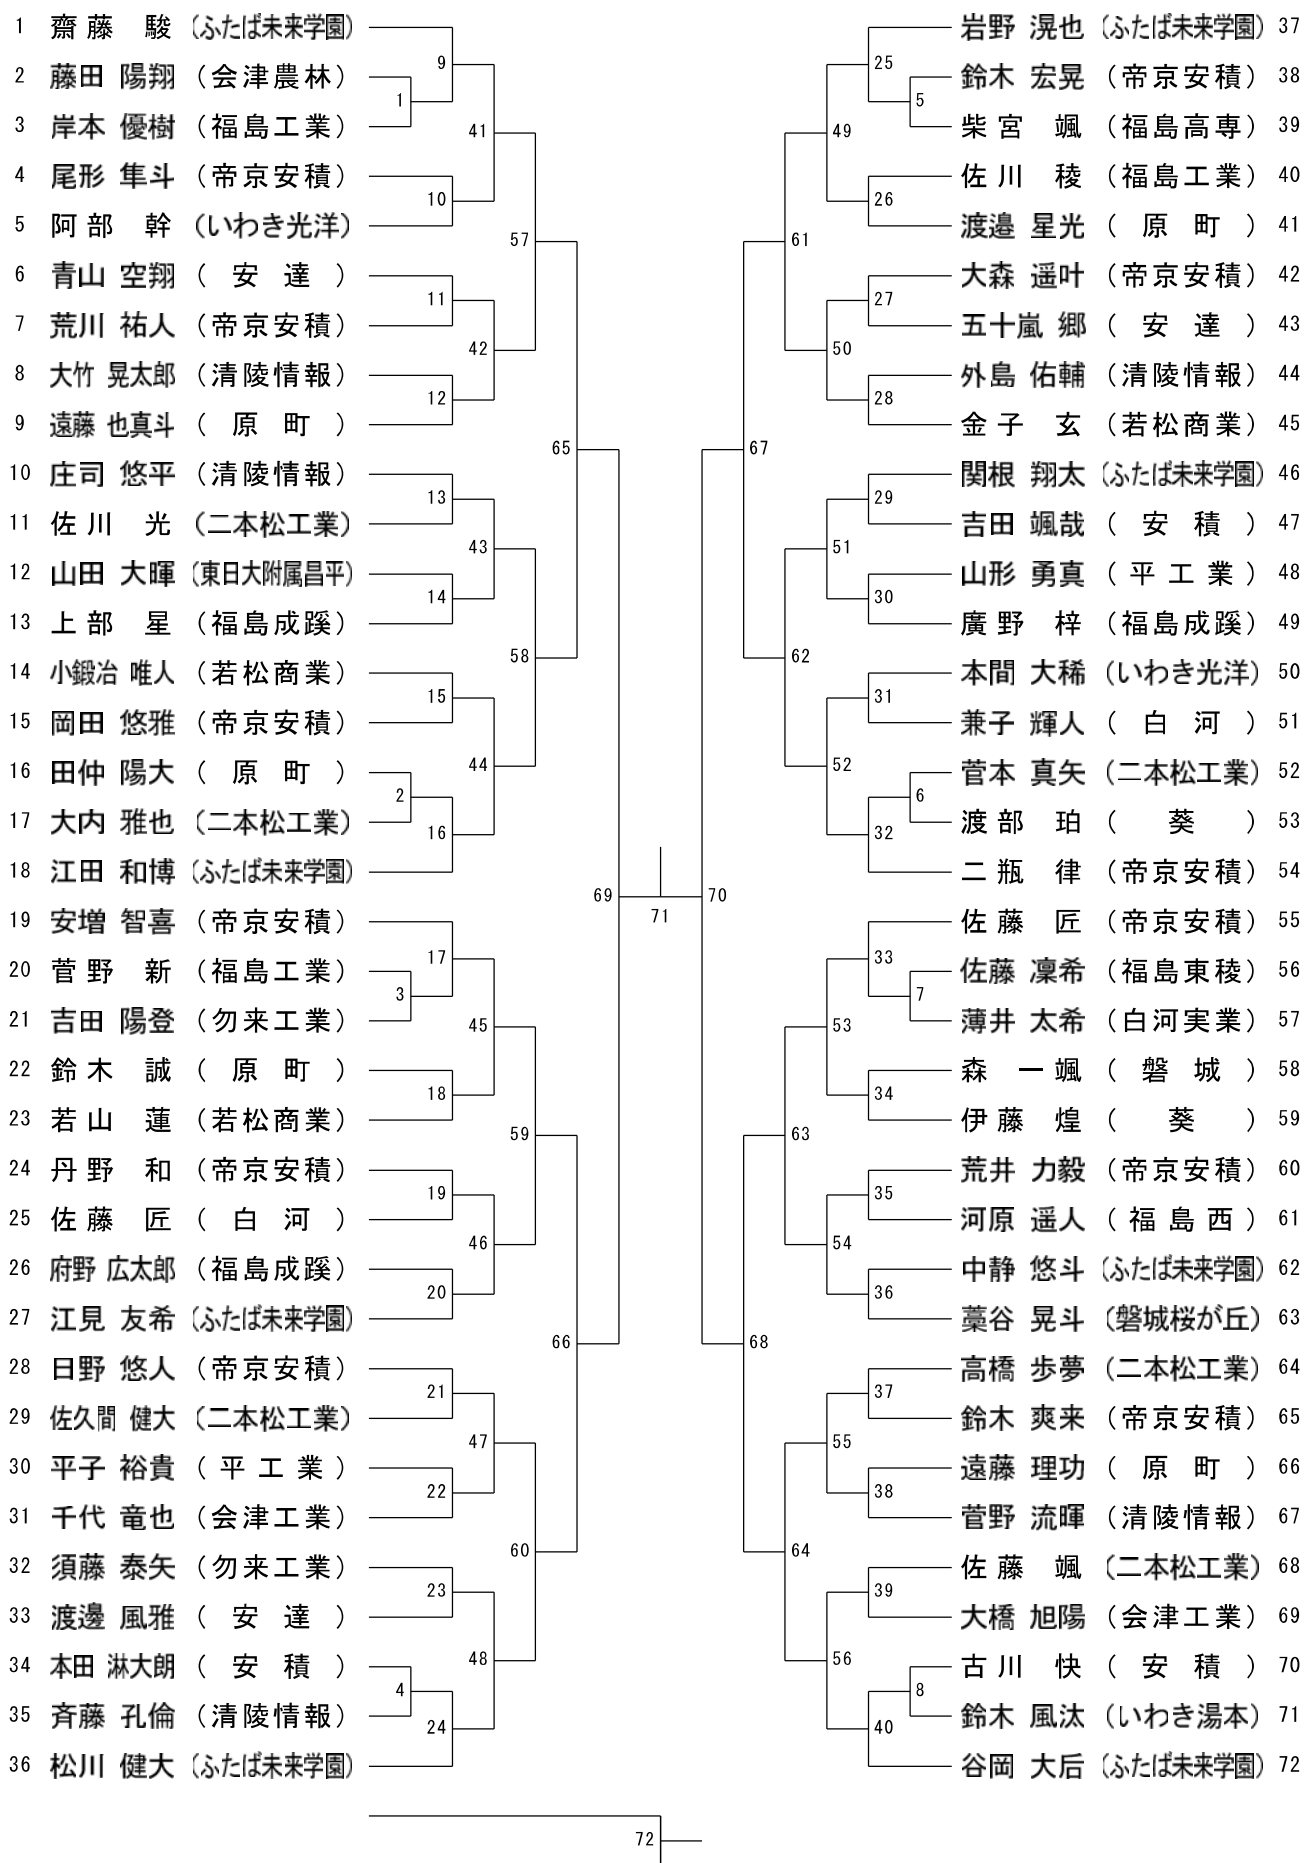 1 齋藤 駿 (ふたば未来学園)
2 藤田 陽翔 (会津農林)
3 岸本 優樹 (福島工業)
4 尾形 隼斗 (帝京安積)
5 阿部 幹 (いわき光洋)
6 青山 空翔 (安達)
7 荒川 祐人 (帝京安積)
8 大竹 晃太郎 (清陵情報)
9 遠藤 也真斗 (原町)
10 庄司 悠平 (清陵情報)
11 佐川 光 (二本松工業)
12 山田 大暉 (東日大附属昌平)
13 上部 星 (福島成蹊)
14 小鍛冶 唯人 (若松商業)
15 岡田 悠雅 (帝京安積)
16 田仲 陽大 (原町)
17 大内 雅也 (二本松工業)
18 江田 和博 (ふたば未来学園)
19 安増 智喜 (帝京安積)
20 菅野 新 (福島工業)
21 吉田 陽登 (勿来工業)
22 鈴木 誠 (原町)
23 若山 蓮 (若松商業)
24 丹野 和 (帝京安積)
25 佐藤 匠 (白河)
26 府野 広太郎 (福島成蹊)
27 江見 友希 (ふたば未来学園)
28 日野 悠人 (帝京安積)
29 佐久間 健大 (二本松工業)
30 平子 裕貴 (平工業)
31 千代 竜也 (会津工業)
32 須藤 泰矢 (勿来工業)
33 渡邊 風雅 (安達)
34 本田 淋大朗 (安積)
35 斉藤 孔倫 (清陵情報)
36 松川 健大 (ふたば未来学園)
1
2
3
4
9
10
11
12
13
14
15
16
17
18
19
20
21
22
23
24
41
42
43
44
45
46
47
48
57
58
59
60
65
66
69
71
70
67
68
61
62
63
64
49
50
51
52
53
54
55
56
25
26
27
28
29
30
31
32
33
34
35
36
37
38
39
40
5
6
7
8
岩野 滉也 (ふたば未来学園) 37
鈴木 宏晃 (帝京安積) 38
柴宮 颯 (福島高専) 39
佐川 稜 (福島工業) 40
渡邉 星光 (原町) 41
大森 遥叶 (帝京安積) 42
五十嵐 郷 (安達) 43
外島 佑輔 (清陵情報) 44
金子 玄 (若松商業) 45
関根 翔太 (ふたば未来学園) 46
吉田 颯哉 (安積) 47
山形 勇真 (平工業) 48
廣野 梓 (福島成蹊) 49
本間 大稀 (いわき光洋) 50
兼子 輝人 (白河) 51
菅本 真矢 (二本松工業) 52
渡部 珀 (葵) 53
二瓶 律 (帝京安積) 54
佐藤 匠 (帝京安積) 55
佐藤 凜希 (福島東稜) 56
薄井 太希 (白河実業) 57
森 一颯 (磐城) 58
伊藤 煌 (葵) 59
荒井 力毅 (帝京安積) 60
河原 遥人 (福島西) 61
中静 悠斗 (ふたば未来学園) 62
藁谷 晃斗 (磐城桜が丘) 63
高橋 歩夢 (二本松工業) 64
鈴木 爽来 (帝京安積) 65
遠藤 理功 (原町) 66
菅野 流暉 (清陵情報) 67
佐藤 颯 (二本松工業) 68
大橋 旭陽 (会津工業) 69
古川 快 (安積) 70
鈴木 風汰 (いわき湯本) 71
谷岡 大后 (ふたば未来学園) 72
72